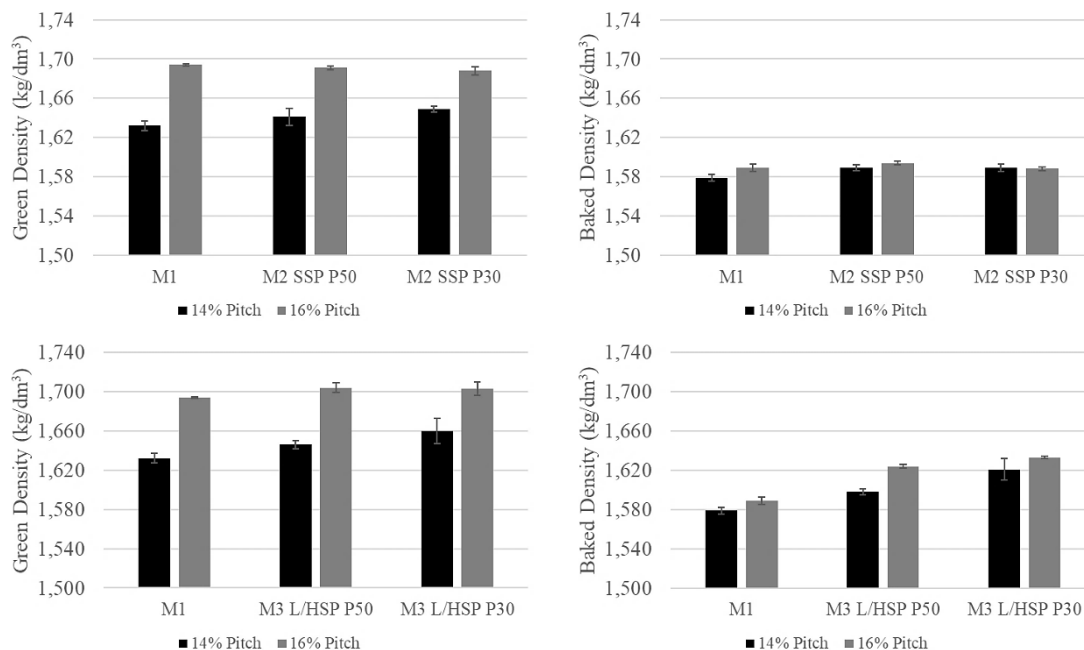 Green Density (kg/dm³)
1,74
1,70
1,66
1,62
1,58
1,54
1,50
M1 M2 SSP P50 M2 SSP P30
14% Pitch 16% Pitch
Baked Density (kg/dm³)
1,74
1,70
1,66
1,62
1,58
1,54
1,50
M1 M2 SSP P50 M2 SSP P30
14% Pitch 16% Pitch
Green Density (kg/dm³)
1,740
1,700
1,660
1,620
1,580
1,540
1,500
M1 M3 L/HSP P50 M3 L/HSP P30
14% Pitch 16% Pitch
Baked Density (kg/dm³)
1,740
1,700
1,660
1,620
1,580
1,540
1,500
M1 M3 L/HSP P50 M3 L/HSP P30
14% Pitch 16% Pitch